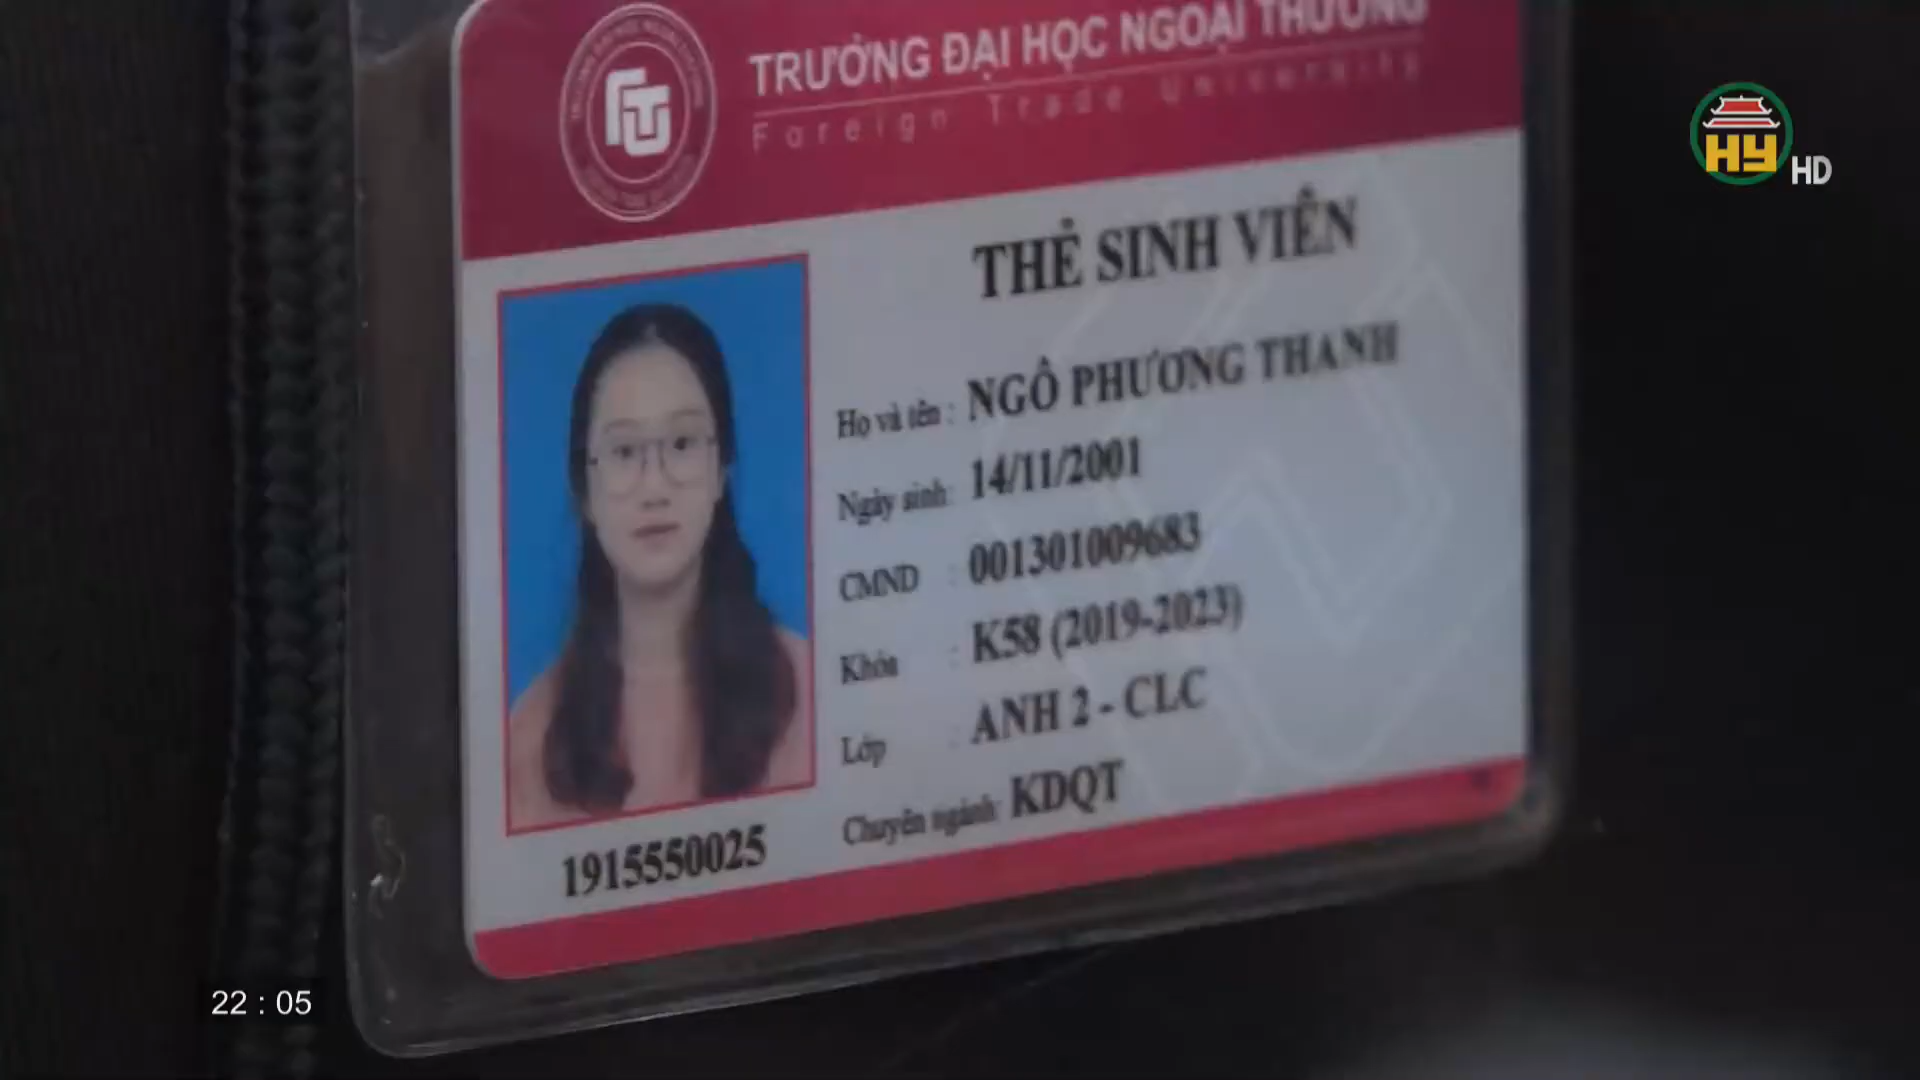 TRƯỜNG ĐẠI HỌC NGOẠI THƯƠNG
Foreign Trade University
FTU
HY HD
THẺ SINH VIÊN
Họ và tên : NGÔ PHƯƠNG THANH
Ngày sinh: 14/11/2001
CMND : 001301009683
Khóa : K58 (2019-2023)
Lớp : ANH 2 - CLC
Chuyên ngành: KDQT
1915550025
22 : 05